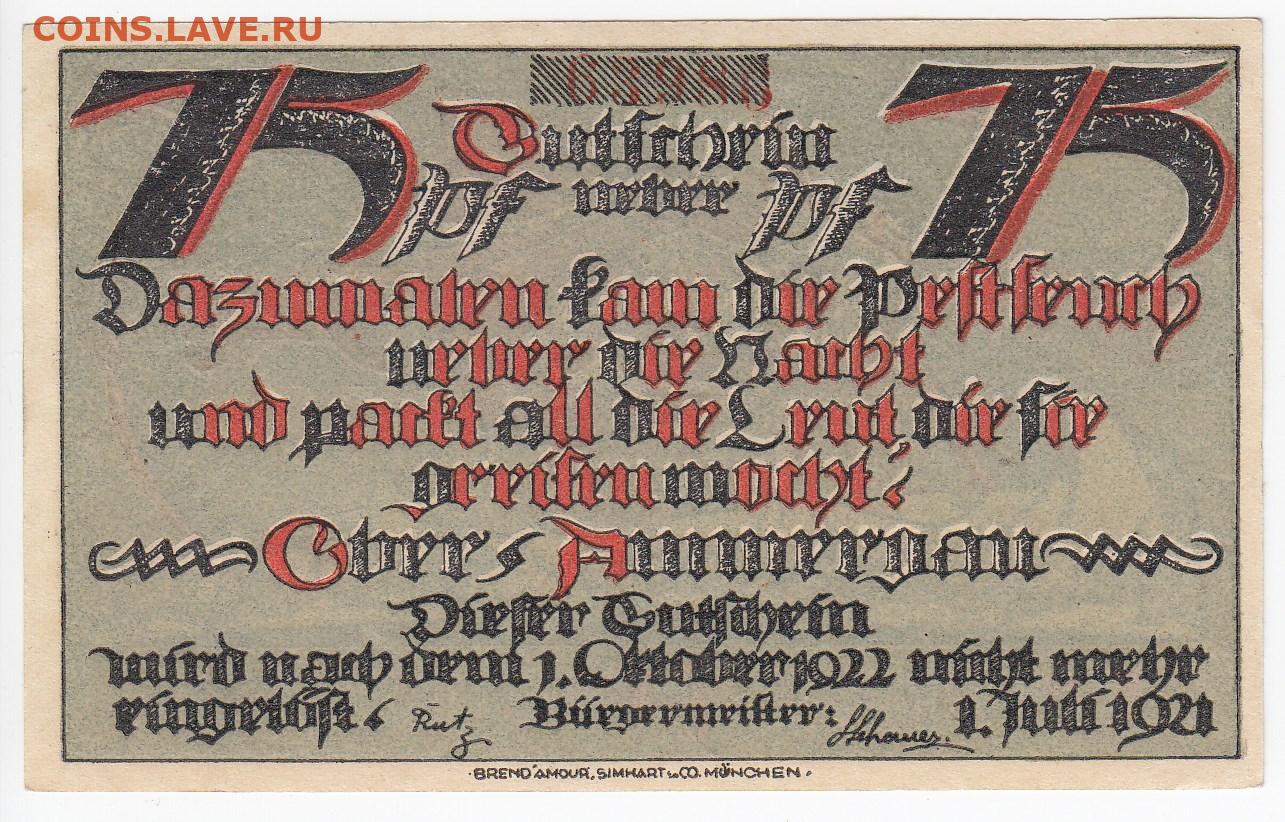 COINS.LAVE.RU
75 Gutschein 75
pf ueber pf
Dazumalen kam die Pestseuch
ueber die Nacht
und packt all die Leut die sie
greifen mocht:
Ober-Ammergau
Dieser Gutschein
wird nach dem 1. Oktober 1922 nicht mehr
eingelöst. Rutz Bürgermeister: 1. Juli 1921
·BREND'AMOUR, SIMHART & CO. MÜNCHEN·